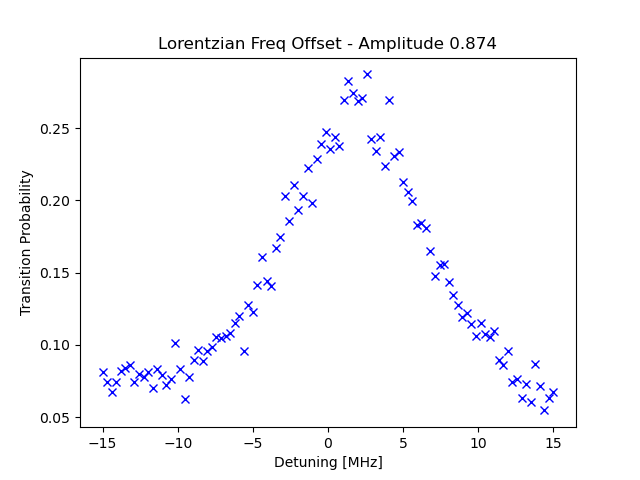 Lorentzian Freq Offset - Amplitude 0.874
Transition Probability
0.25
0.20
0.15
0.10
0.05
−15 −10 −5 0 5 10 15
Detuning [MHz]